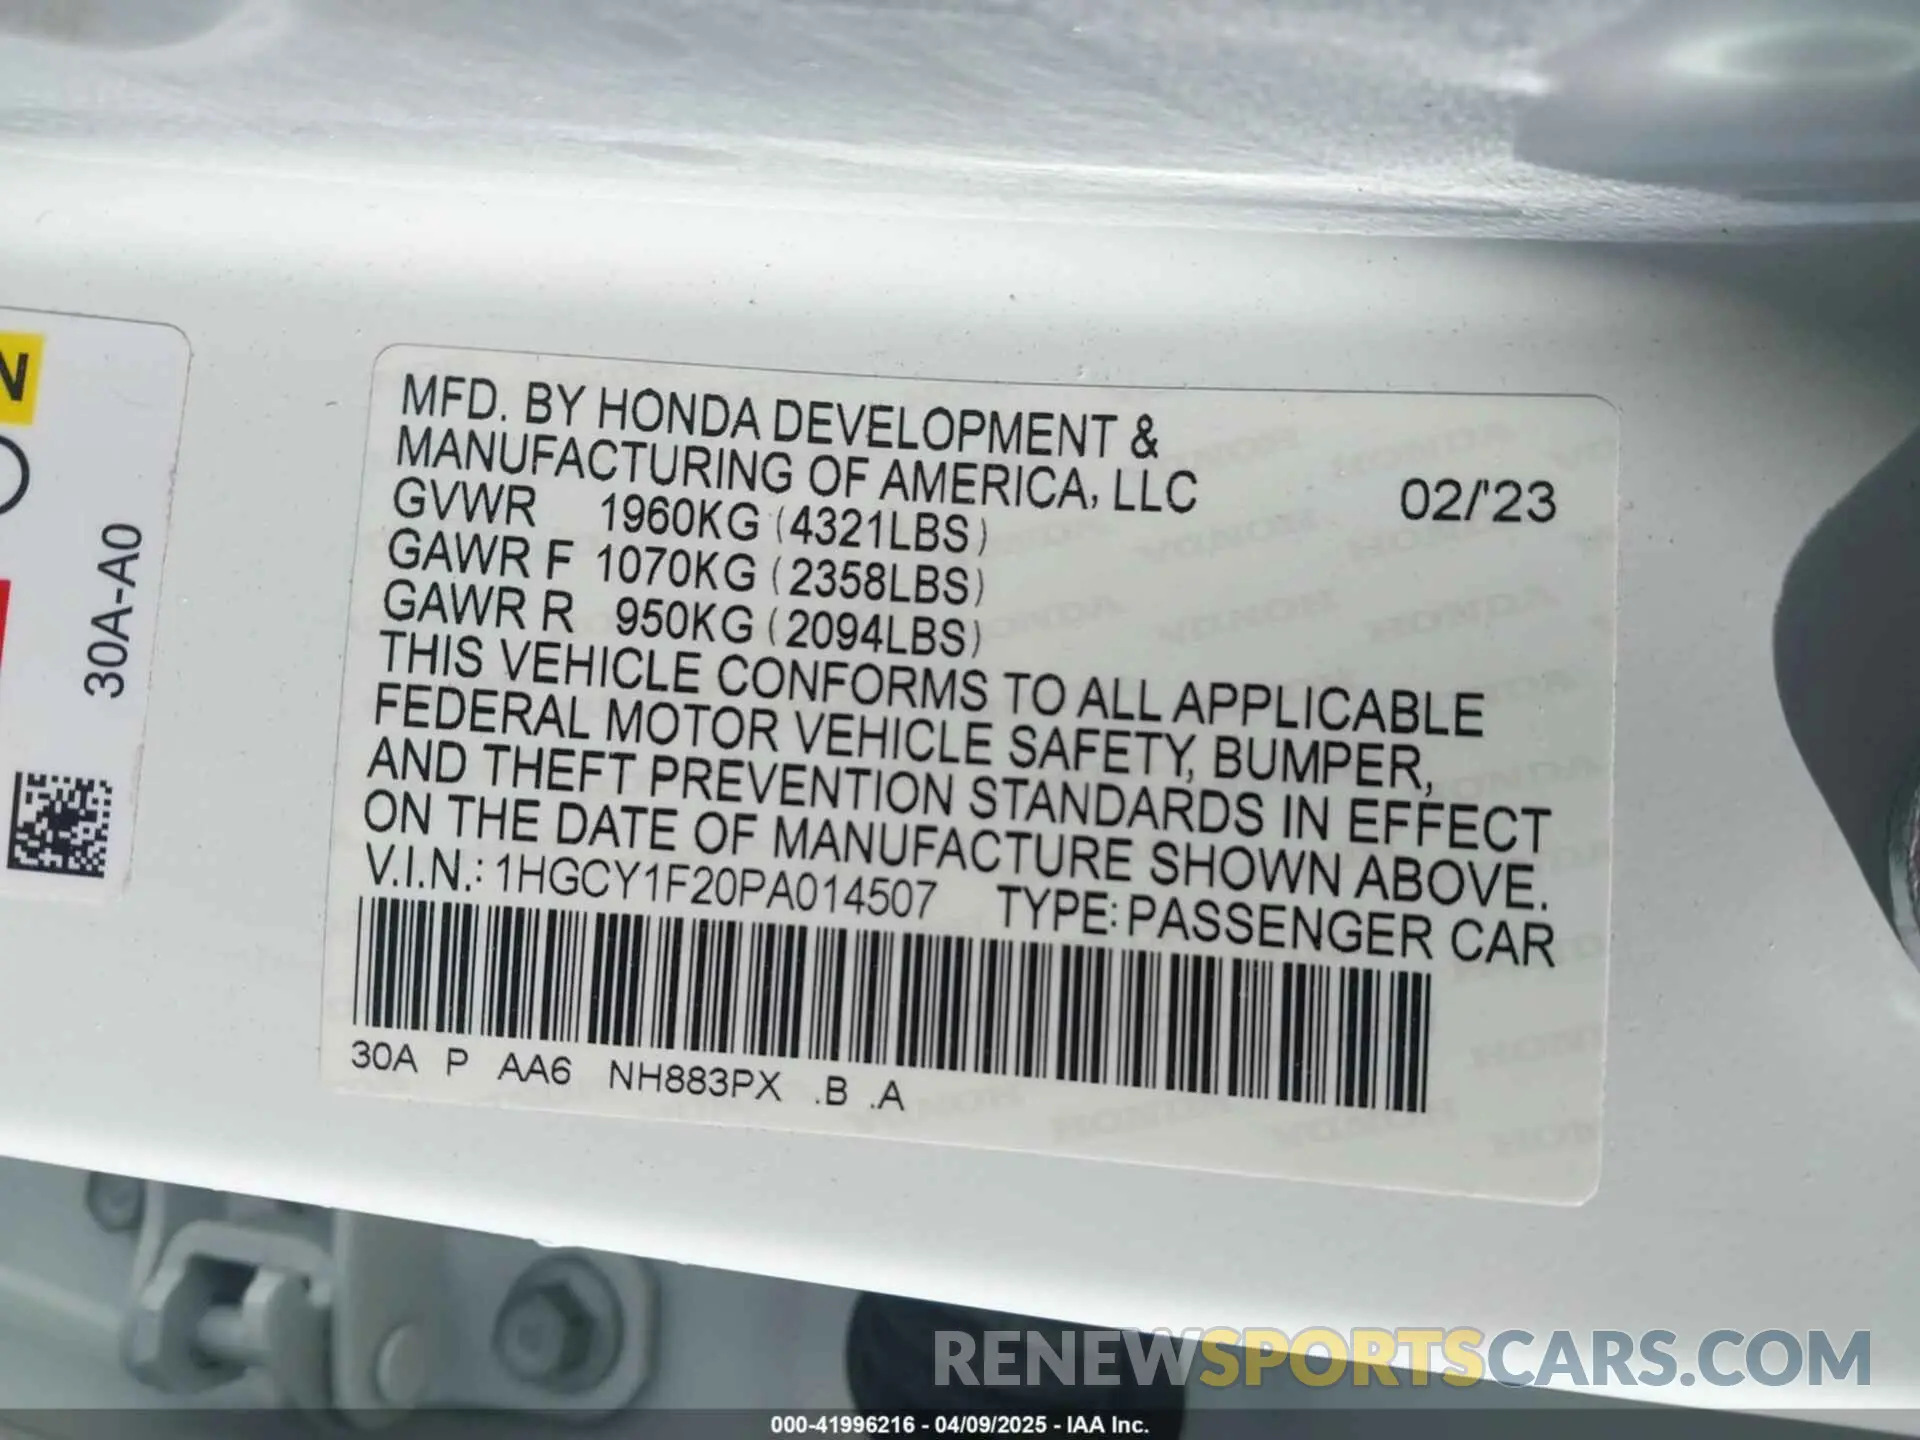 N
30A-A0
MFD. BY HONDA DEVELOPMENT &
MANUFACTURING OF AMERICA, LLC
02/'23
GVWR 1960KG (4321LBS)
GAWR F 1070KG (2358LBS)
GAWR R 950KG (2094LBS)
THIS VEHICLE CONFORMS TO ALL APPLICABLE
FEDERAL MOTOR VEHICLE SAFETY, BUMPER,
AND THEFT PREVENTION STANDARDS IN EFFECT
ON THE DATE OF MANUFACTURE SHOWN ABOVE.
V.I.N.: 1HGCY1F20PA014507 TYPE: PASSENGER CAR
30A P AA6 NH883PX .B .A
RENEWSPORTSCARS.COM
000-41996216 - 04/09/2025 - IAA Inc.